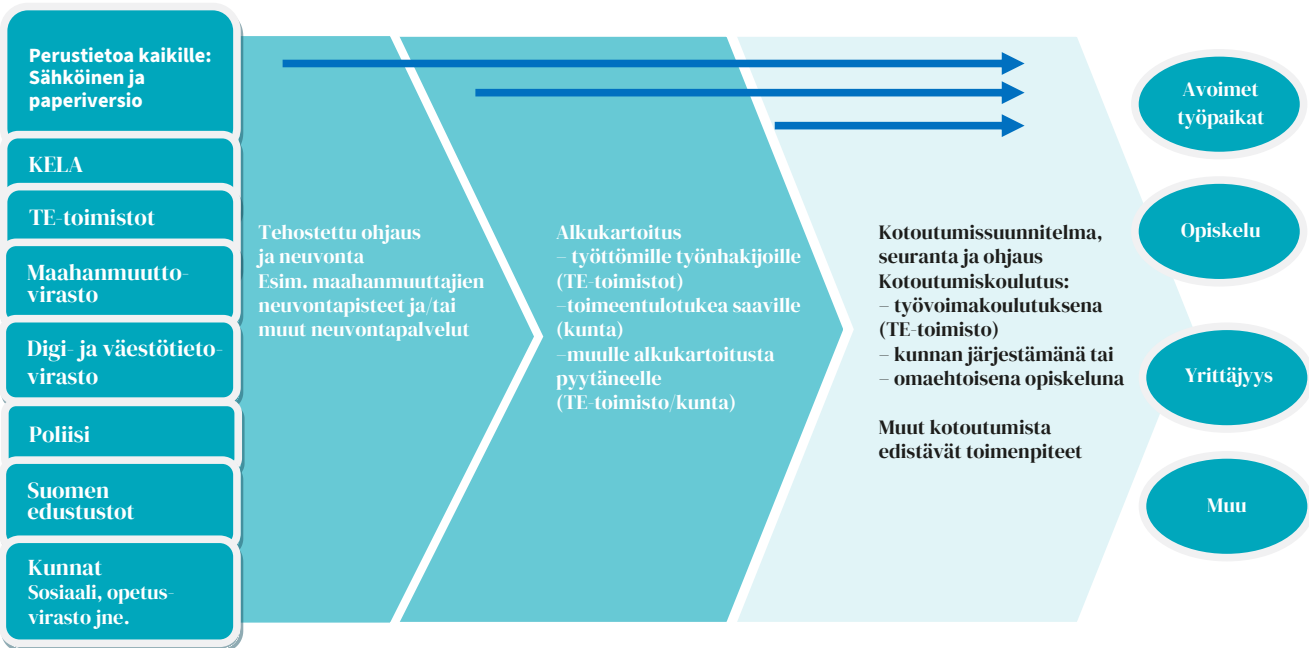 Perustietoa kaikille:
Sähköinen ja
paperiversio
KELA
TE-toimistot
Maahanmuutto-
virasto
Digi- ja väestötieto-
virasto
Poliisi
Suomen
edustustot
Kunnat
Sosiaali, opetus-
virasto jne.
Tehostettu ohjaus
ja neuvonta
Esim. maahanmuuttajien
neuvontapisteet ja/tai
muut neuvontapalvelut
Alkukartoitus
– työttömille työnhakijoille
(TE-toimistot)
–toimeentulotukea saaville
(kunta)
–muulle alkukartoitusta
pyytäneelle
(TE-toimisto/kunta)
Kotoutumissuunnitelma,
seuranta ja ohjaus
Kotoutumiskoulutus:
– työvoimakoulutuksena
(TE-toimisto)
– kunnan järjestämänä tai
– omaehtoisena opiskeluna
Muut kotoutumista
edistävät toimenpiteet
Avoimet
työpaikat
Opiskelu
Yrittäjyys
Muu